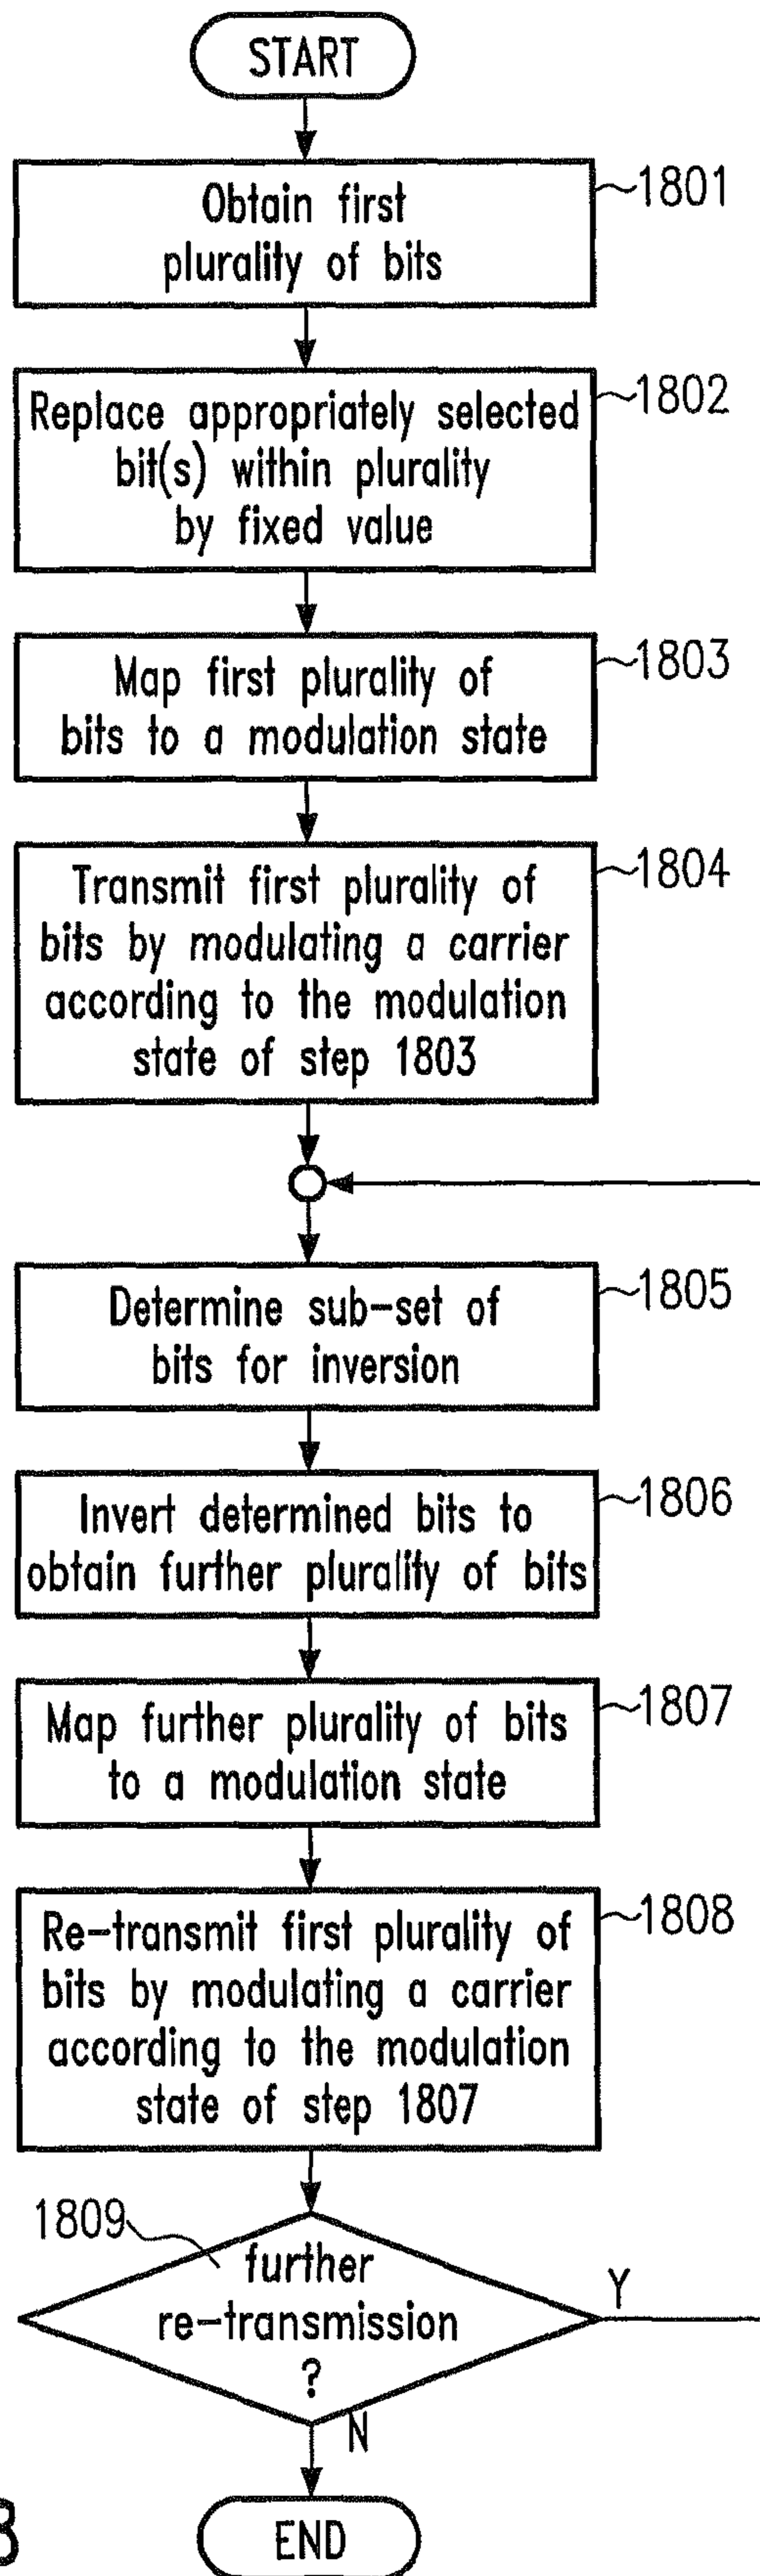 START
Obtain first
plurality of bits
1801
Replace appropriately selected
bit(s) within plurality
by fixed value
1802
Map first plurality of
bits to a modulation state
1803
Transmit first plurality of
bits by modulating a carrier
according to the modulation
state of step 1803
1804
Determine sub-set of
bits for inversion
1805
Invert determined bits to
obtain further plurality of bits
1806
Map further plurality of bits
to a modulation state
1807
Re-transmit first plurality of
bits by modulating a carrier
according to the modulation
state of step 1807
1808
1809
further
re-transmission
?
Y
N
END